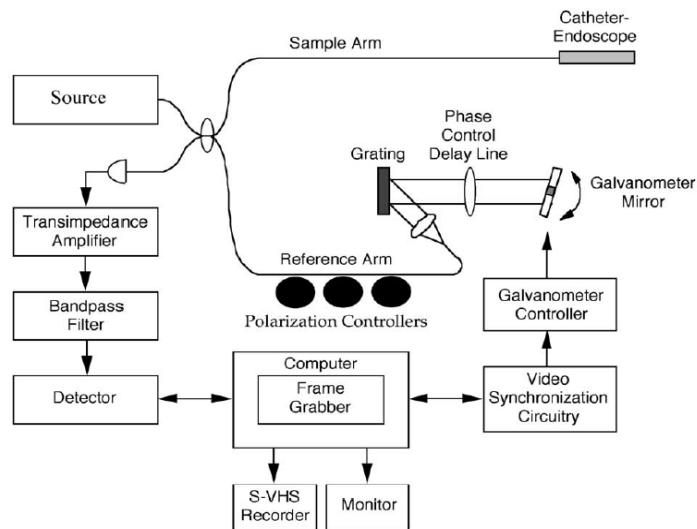 Catheter-
Endoscope
Sample Arm
Source
Phase
Control
Delay Line
Grating
Galvanometer
Mirror
Transimpedance
Amplifier
Reference Arm
Polarization Controllers
Bandpass
Filter
Galvanometer
Controller
Computer
Frame
Grabber
Detector
Video
Synchronization
Circuitry
S-VHS
Recorder
Monitor